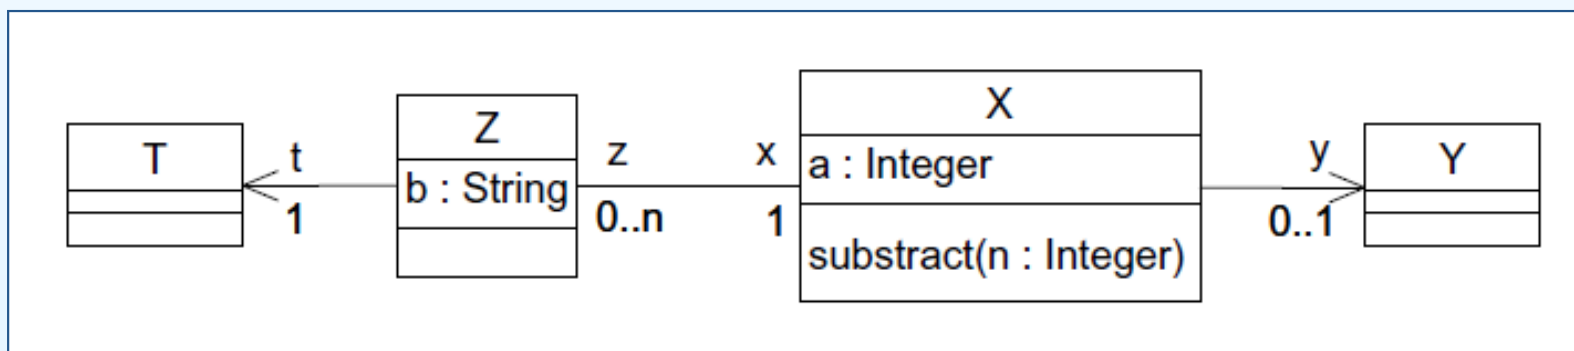 T
t
1
Z
b : String
z
0..n
x
1
X
a : Integer
substract(n : Integer)
y
0..1
Y